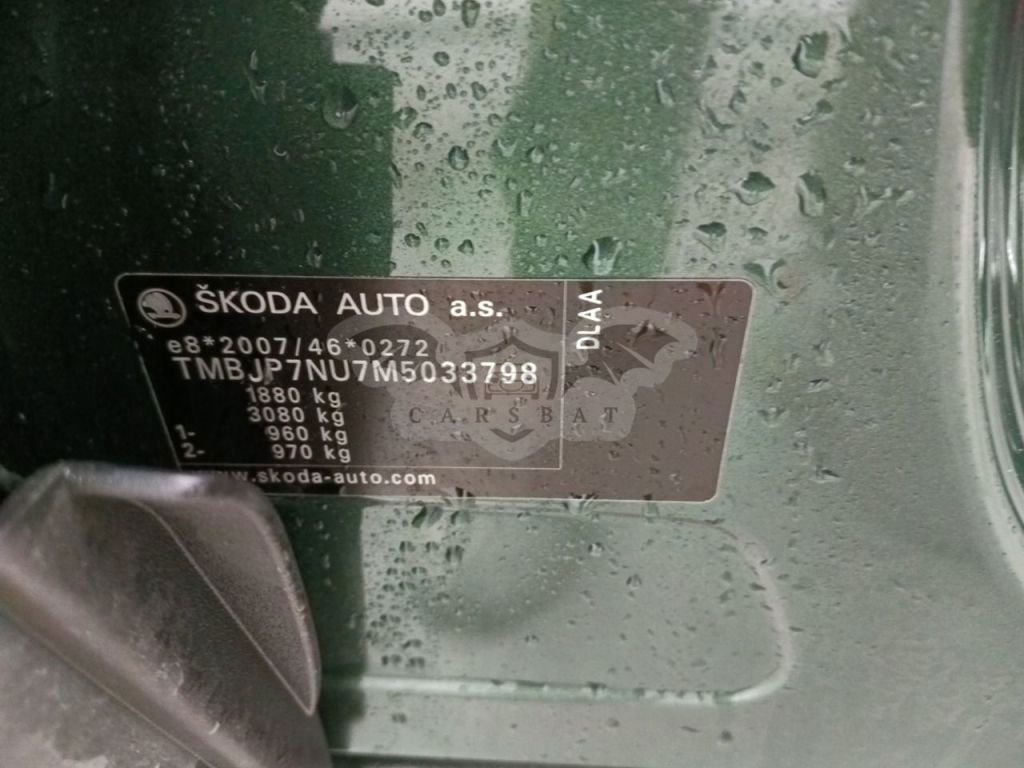 ŠKODA AUTO a.s.
e8*2007/46*0272
TMBJP7NU7M5033798
1880 kg
3080 kg
1- 960 kg
2- 970 kg
www.skoda-auto.com
DLAA
CARSBAT